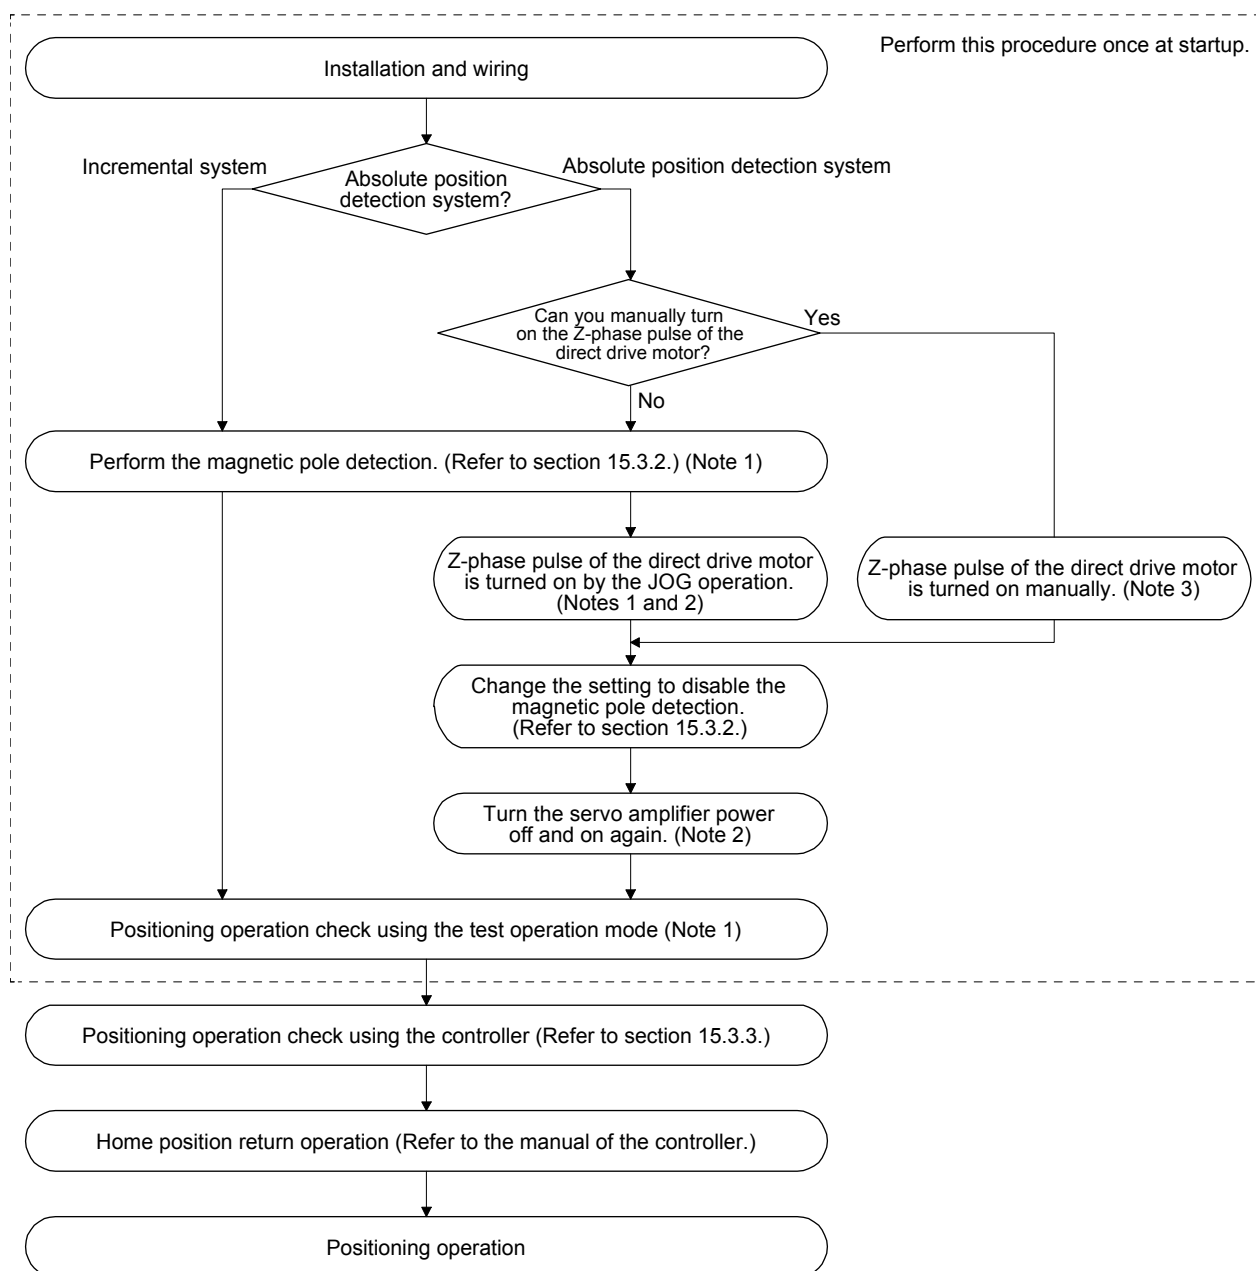 Perform this procedure once at startup.
Installation and wiring
Incremental system
Absolute position detection system
Absolute position
detection system?
Can you manually turn
on the Z-phase pulse of the
direct drive motor?
Yes
No
Perform the magnetic pole detection. (Refer to section 15.3.2.) (Note 1)
Z-phase pulse of the direct drive motor
is turned on by the JOG operation.
(Notes 1 and 2)
Z-phase pulse of the direct drive motor
is turned on manually. (Note 3)
Change the setting to disable the
magnetic pole detection.
(Refer to section 15.3.2.)
Turn the servo amplifier power
off and on again. (Note 2)
Positioning operation check using the test operation mode (Note 1)
Positioning operation check using the controller (Refer to section 15.3.3.)
Home position return operation (Refer to the manual of the controller.)
Positioning operation